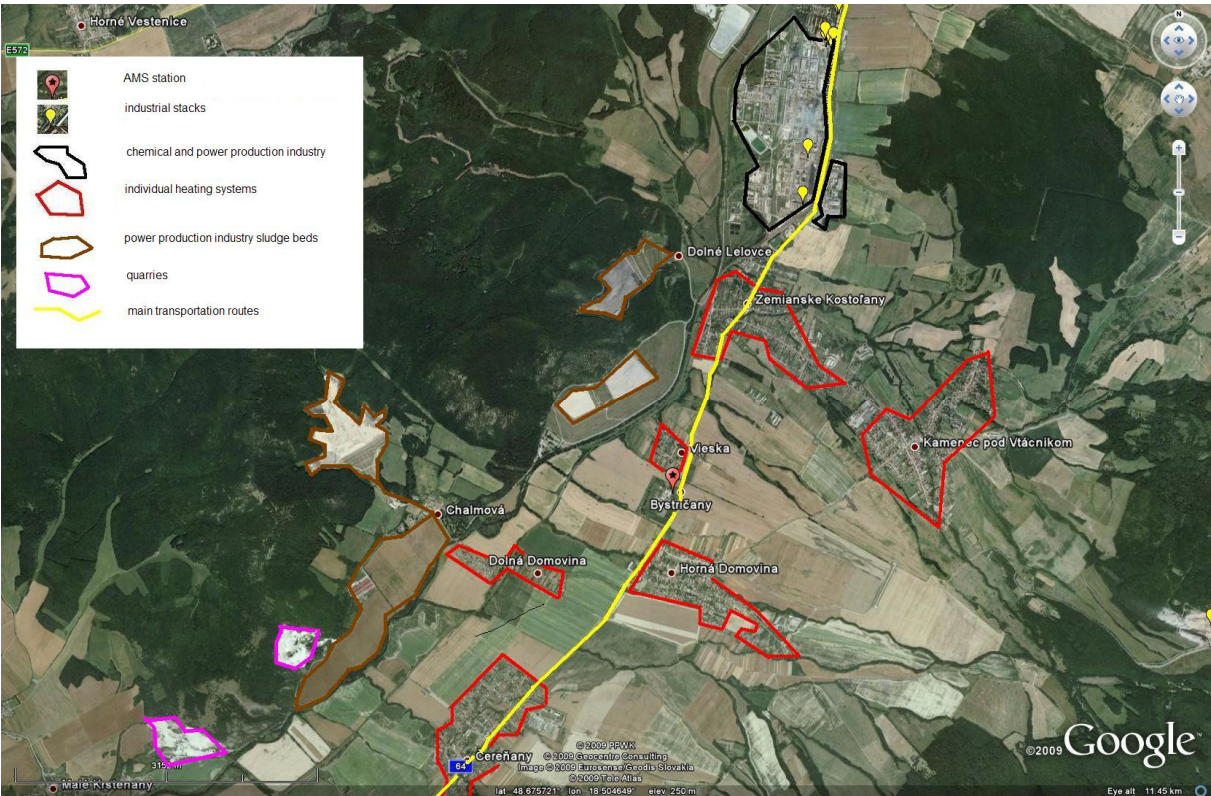 Horné Vestenice
E572
AMS station
industrial stacks
chemical and power production industry
individual heating systems
power production industry sludge beds
quarries
main transportation routes
N
Dolné Lelovce
Zemianske Kostoľany
Kamenec pod Vtáčnikom
Vieska
Bystričany
Chalmová
Dolná Domovina
Horná Domovina
Čereňany
64
© 2009 PPWK
© 2009 Geocentre Consulting
Image © 2009 Eurosense/Geodis Slovakia
© 2009 Tele Atlas
©2009 Google
Malé Kršteňany
lat 48.675721° lon 18.504649° elev 250 m
Eye alt 11.45 km